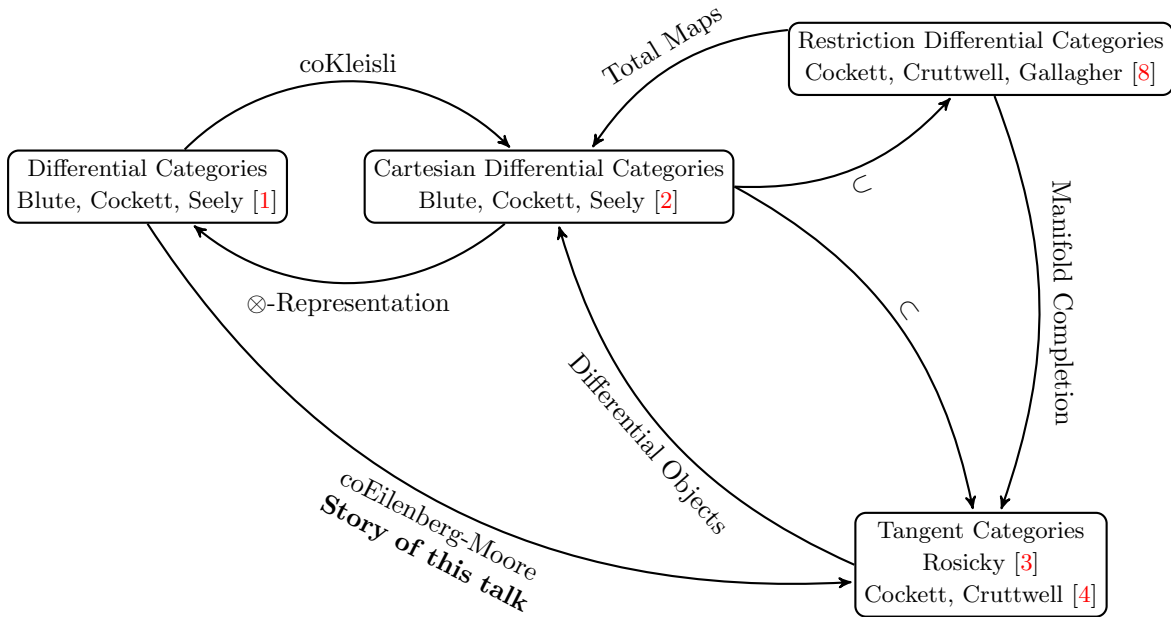 Total Maps
Restriction Differential Categories
Cockett, Cruttwell, Gallagher [8]
coKleisli
Differential Categories
Blute, Cockett, Seely [1]
Cartesian Differential Categories
Blute, Cockett, Seely [2]
⊂
⊗-Representation
⊂
Manifold Completion
Differential Objects
coEilenberg-Moore
Story of this talk
Tangent Categories
Rosicky [3]
Cockett, Cruttwell [4]